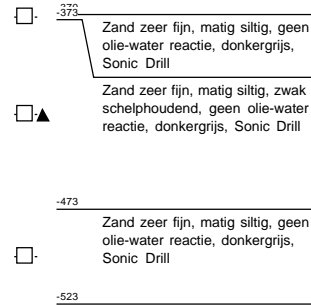 -370
-373
Zand zeer fijn, matig siltig, geen
olie-water reactie, donkergrijs,
Sonic Drill
Zand zeer fijn, matig siltig, zwak
schelphoudend, geen olie-water
reactie, donkergrijs, Sonic Drill
-473
Zand zeer fijn, matig siltig, geen
olie-water reactie, donkergrijs,
Sonic Drill
-523